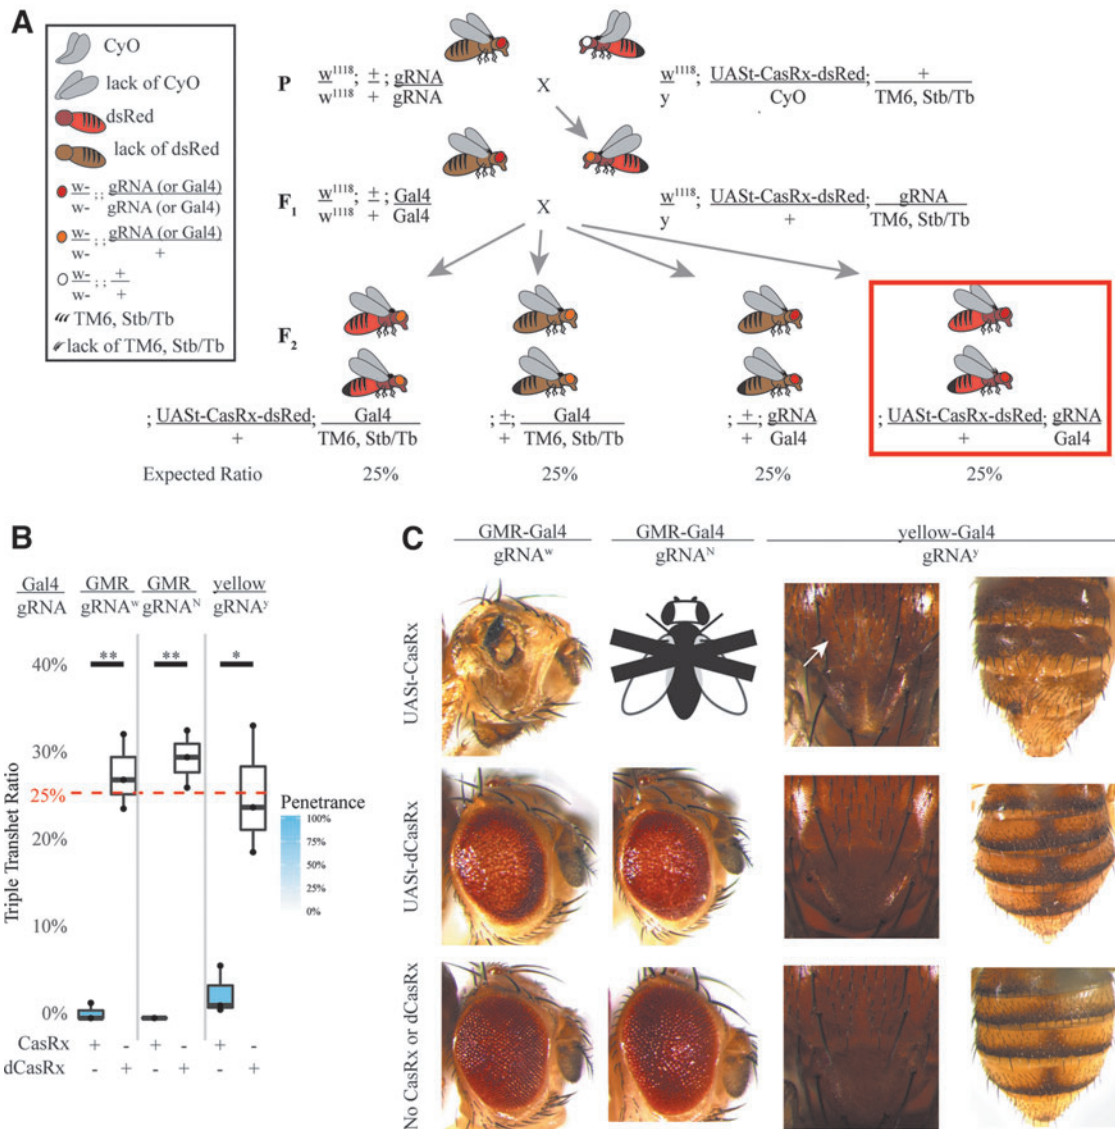 A
CyO
lack of CyO
dsRed
lack of dsRed
w- ; ; gRNA (or Gal4)
w- gRNA (or Gal4)
w- ; ; gRNA (or Gal4)
w- +
w- ; ; +
w- +
TM6, Stb/Tb
lack of TM6, Stb/Tb
P
w1118 ; + ; gRNA
w1118 + gRNA
X
w1118 ; UASt-CasRx-dsRed ; +
y CyO TM6, Stb/Tb
F1
w1118 ; + ; Gal4
w1118 + Gal4
X
w1118 ; UASt-CasRx-dsRed ; gRNA
y + TM6, Stb/Tb
F2
; UASt-CasRx-dsRed ; Gal4
+ TM6, Stb/Tb
; + ; Gal4
+ TM6, Stb/Tb
; + ; gRNA
+ Gal4
; UASt-CasRx-dsRed ; gRNA
+ Gal4
Expected Ratio 25% 25% 25% 25%
B
Gal4 GMR GMR yellow
gRNA gRNAw gRNAN gRNAy
Triple Transhet Ratio
40%
30%
25%
20%
10%
0%
** ** *
Penetrance
100%
75%
50%
25%
0%
CasRx + - + - + -
dCasRx - + - + - +
C
GMR-Gal4 GMR-Gal4 yellow-Gal4
gRNAw gRNAN gRNAy
UASt-CasRx
UASt-dCasRx
No CasRx or dCasRx